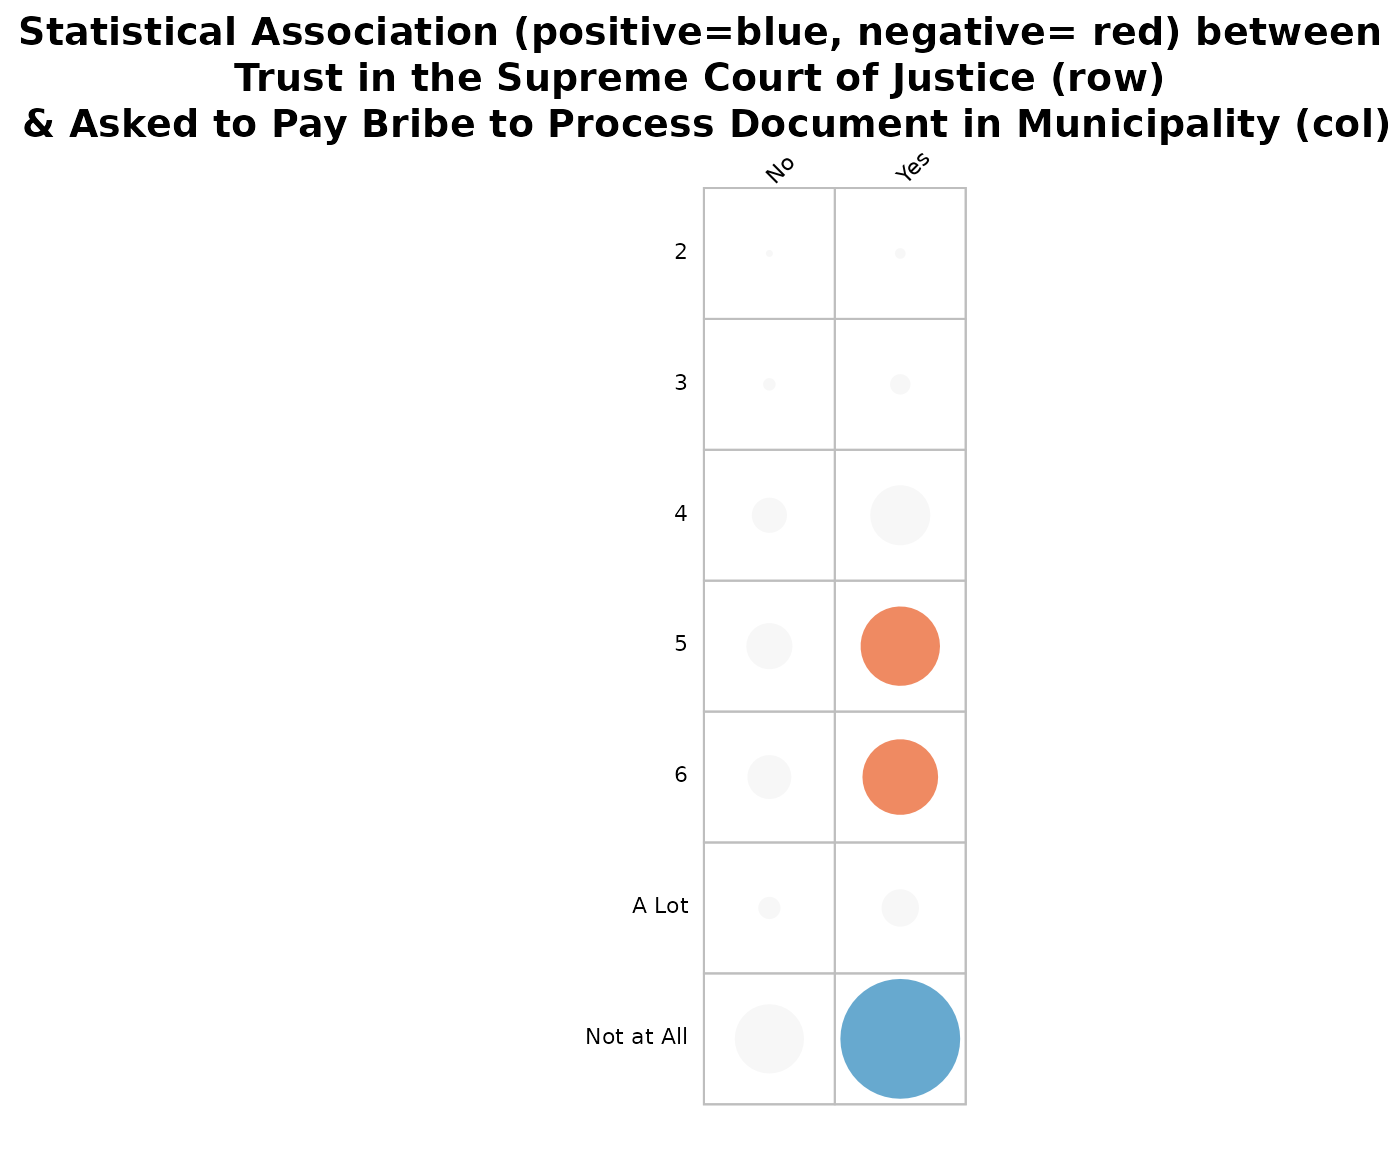 Statistical Association (positive=blue, negative= red) between
Trust in the Supreme Court of Justice (row)
& Asked to Pay Bribe to Process Document in Municipality (col)
No
Yes
2
3
4
5
6
A Lot
Not at All